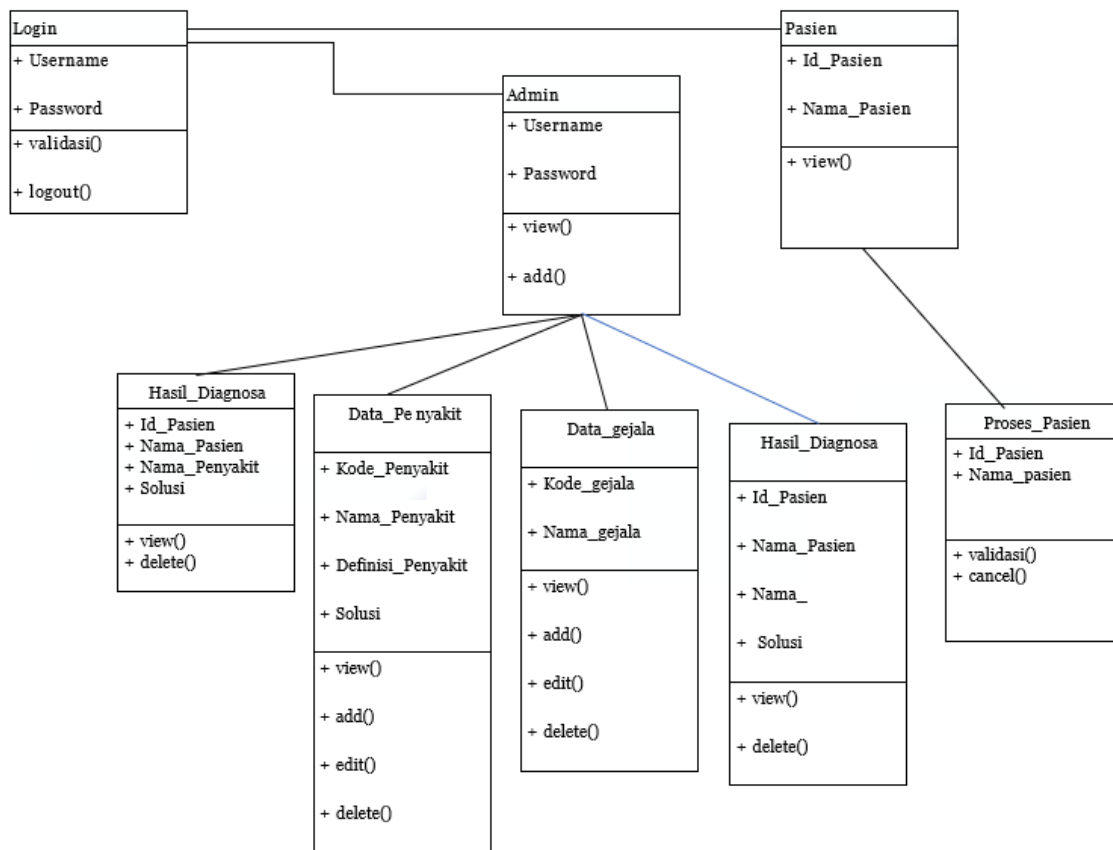 Login
+ Username
+ Password
+ validasi()
+ logout()
Admin
+ Username
+ Password
+ view()
+ add()
Pasien
+ Id_Pasien
+ Nama_Pasien
+ view()
Hasil_Diagnosa
+ Id_Pasien
+ Nama_Pasien
+ Nama_Penyakit
+ Solusi
+ view()
+ delete()
Data_Pe nyakit
+ Kode_Penyakit
+ Nama_Penyakit
+ Definisi_Penyakit
+ Solusi
+ view()
+ add()
+ edit()
+ delete()
Data_gejala
+ Kode_gejala
+ Nama_gejala
+ view()
+ add()
+ edit()
+ delete()
Hasil_Diagnosa
+ Id_Pasien
+ Nama_Pasien
+ Nama_
+ Solusi
+ view()
+ delete()
Proses_Pasien
+ Id_Pasien
+ Nama_pasien
+ validasi()
+ cancel()